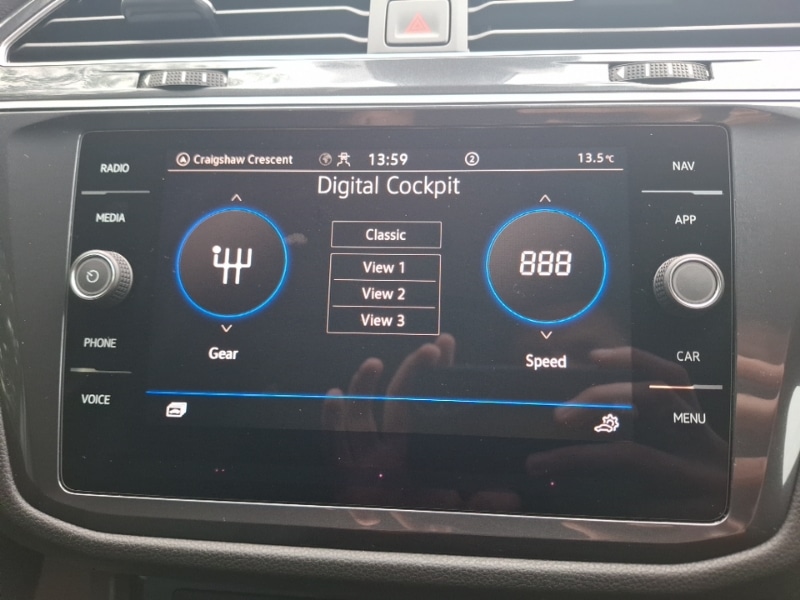 RADIO
MEDIA
PHONE
VOICE
Craigshaw Crescent 13:59 2 13.5°C
Digital Cockpit
Classic
View 1
View 2
View 3
Gear
888
Speed
NAV
APP
CAR
MENU